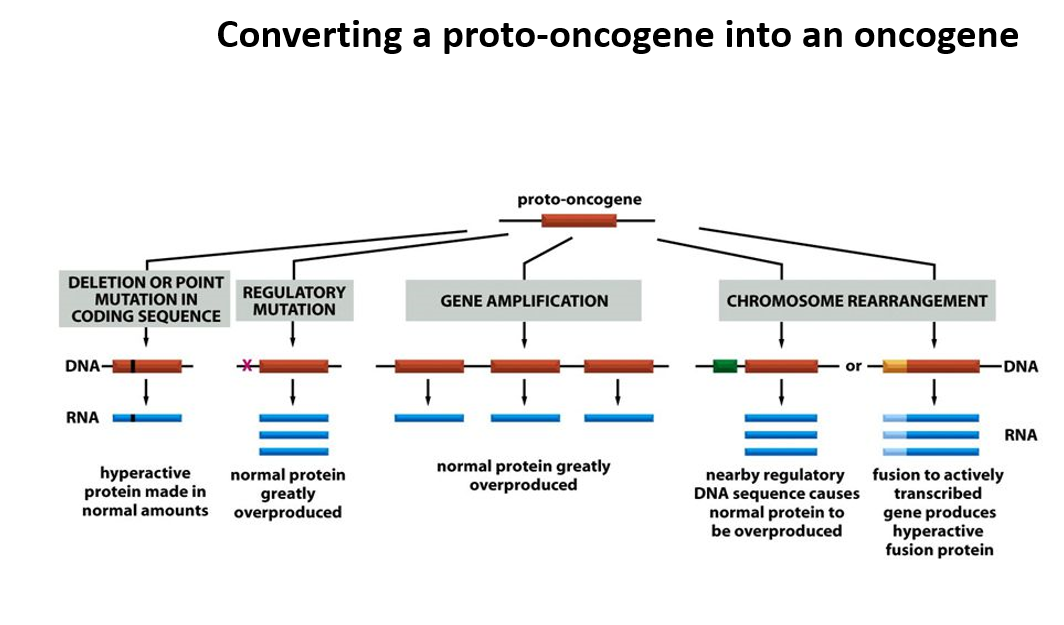 Converting a proto-oncogene into an oncogene
proto-oncogene
DELETION OR POINT
MUTATION IN
CODING SEQUENCE
REGULATORY
MUTATION
GENE AMPLIFICATION
CHROMOSOME REARRANGEMENT
DNA
X
or
DNA
RNA
RNA
hyperactive
protein made in
normal amounts
normal protein
greatly
overproduced
normal protein greatly
overproduced
nearby regulatory
DNA sequence causes
normal protein to
be overproduced
fusion to actively
transcribed
gene produces
hyperactive
fusion protein